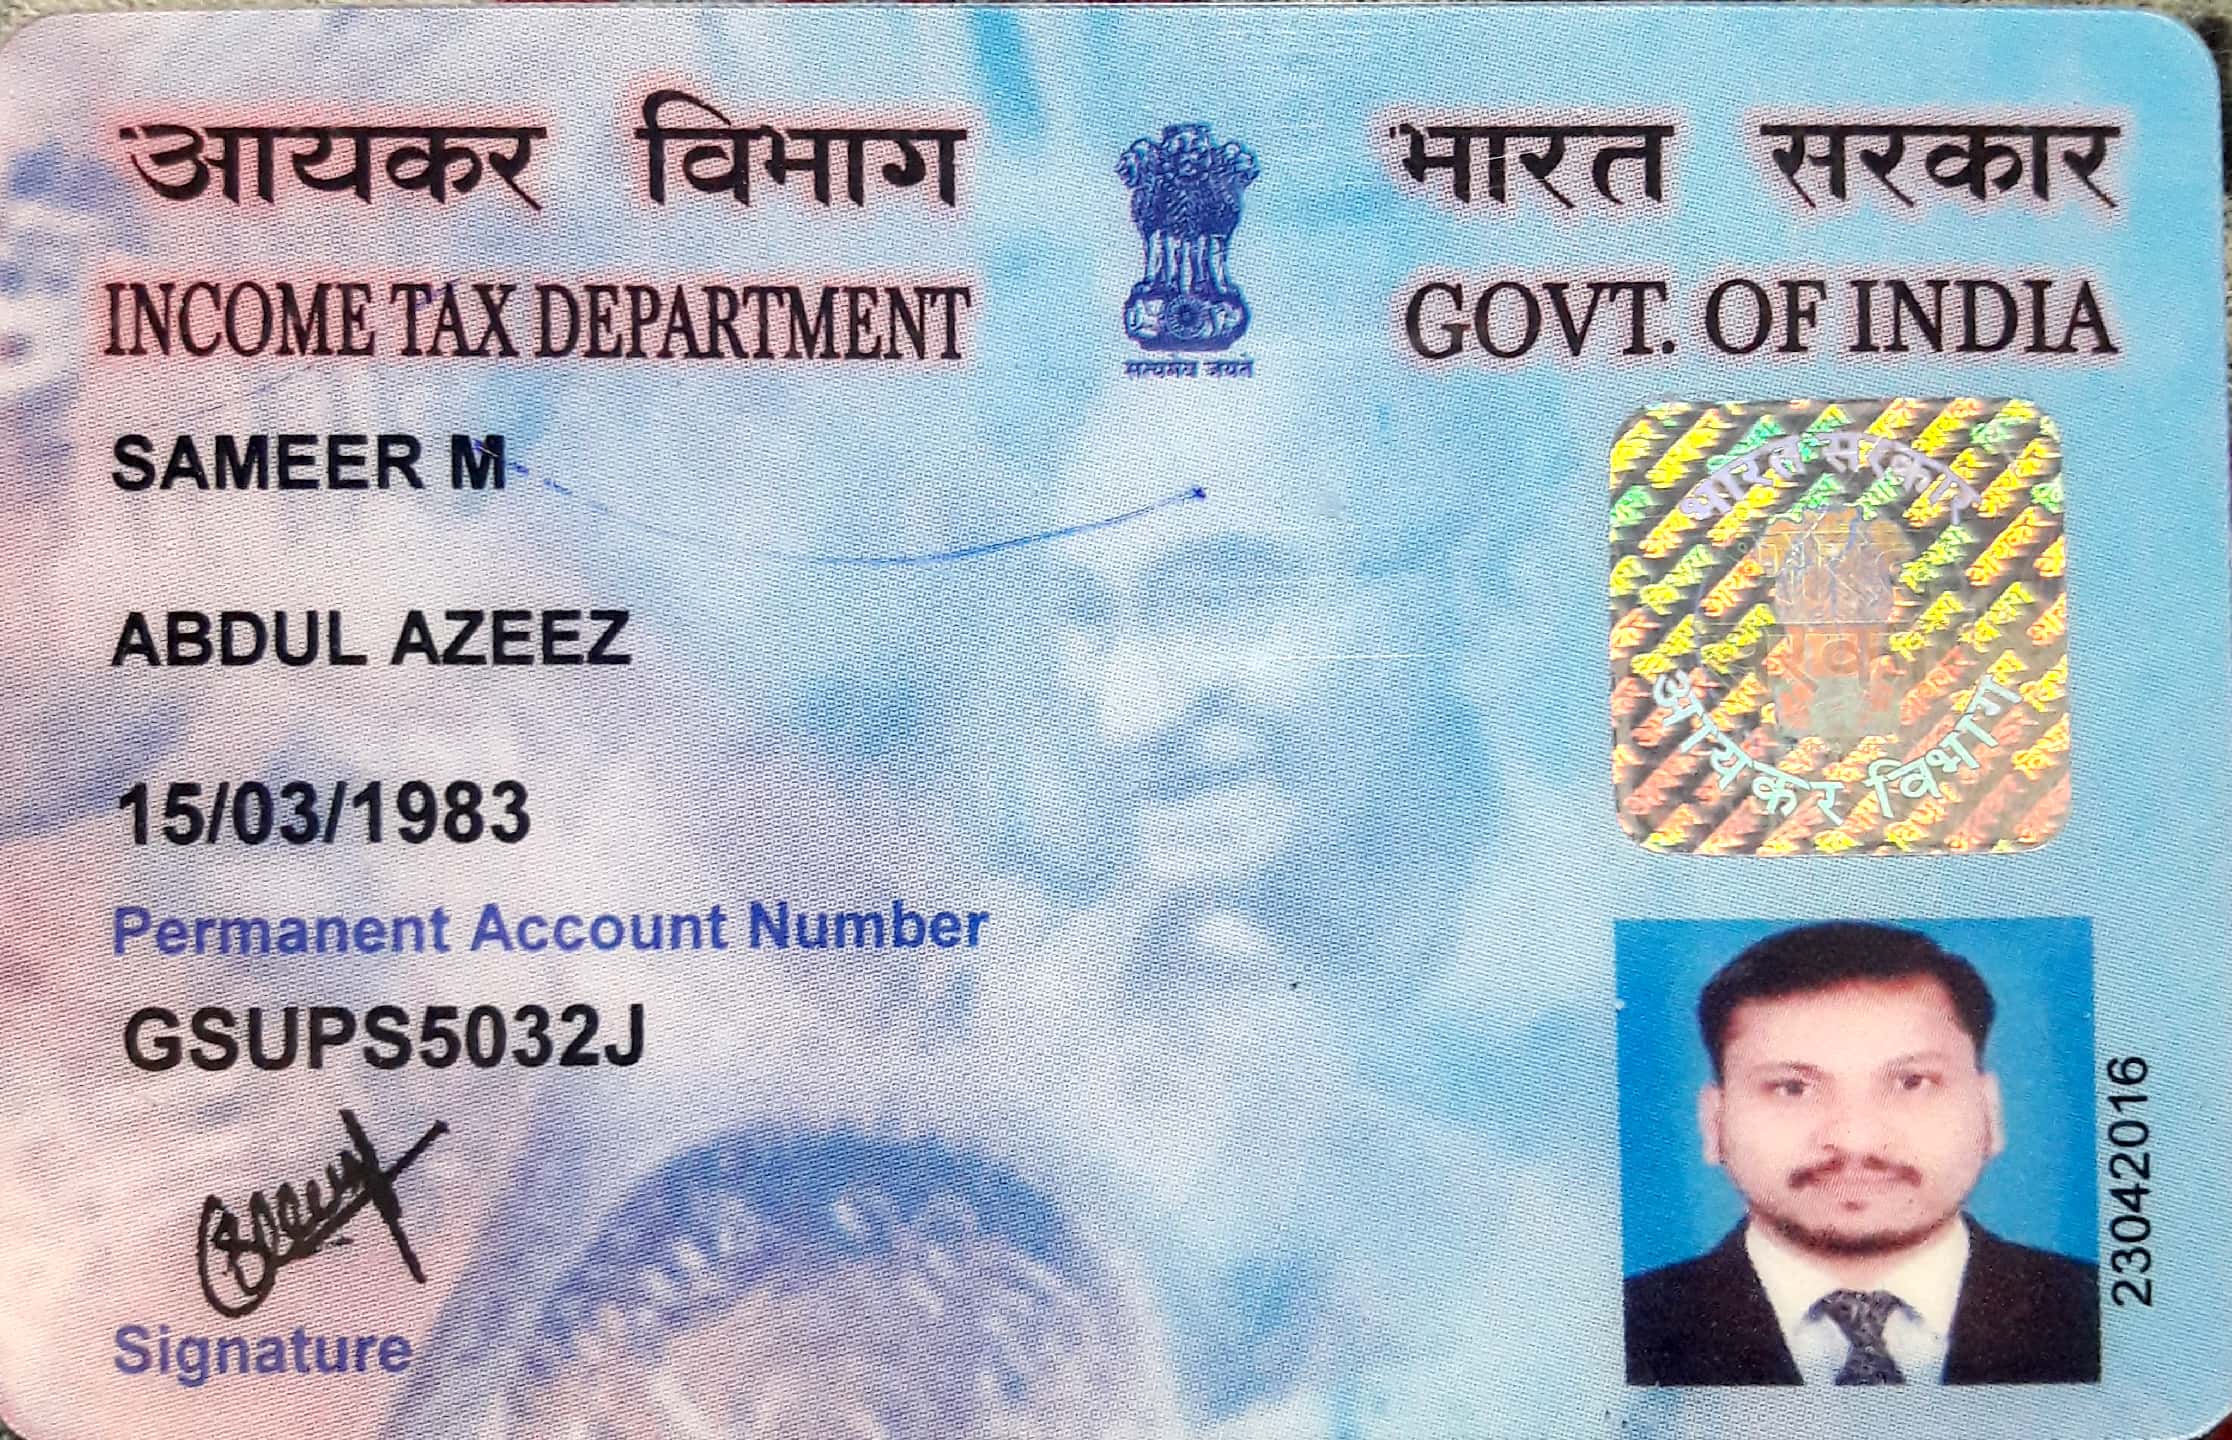 आयकर विभाग
INCOME TAX DEPARTMENT
सत्यमेव जयते
भारत सरकार
GOVT. OF INDIA
SAMEER M
ABDUL AZEEZ
15/03/1983
Permanent Account Number
GSUPS5032J
Signature
भारत सरकार
आयकर विभाग
23042016